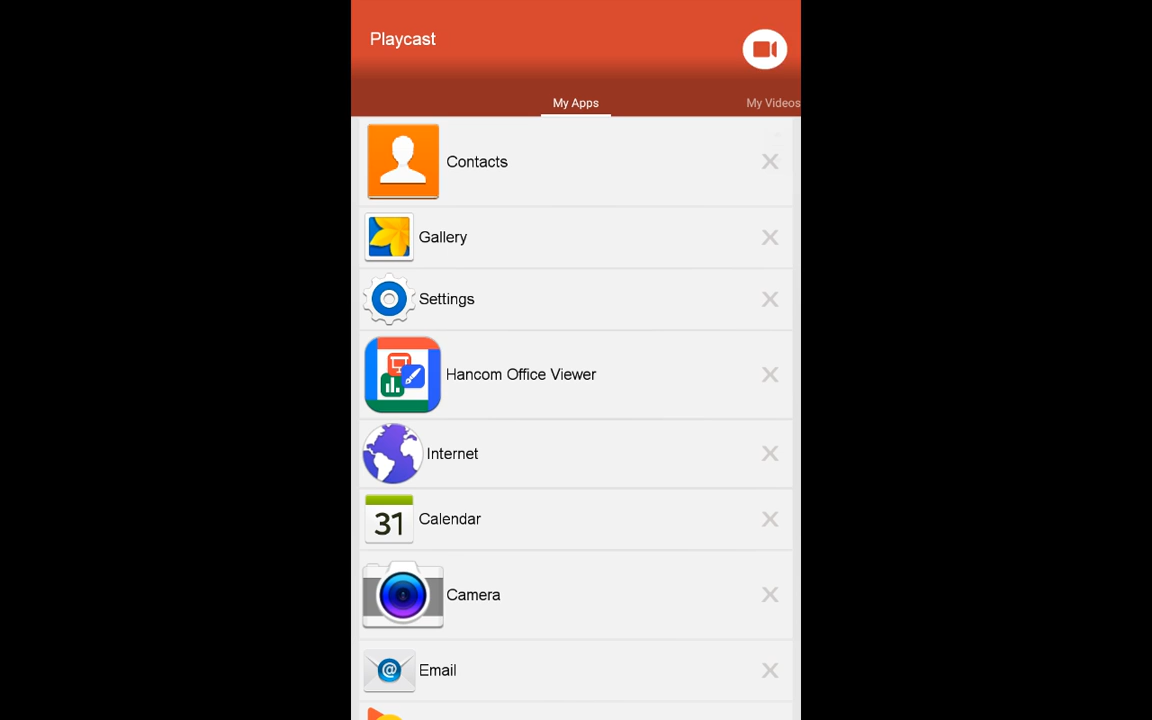 Playcast
My Apps
My Videos
Contacts
Gallery
Settings
Hancom Office Viewer
Internet
31
Calendar
Camera
@
Email